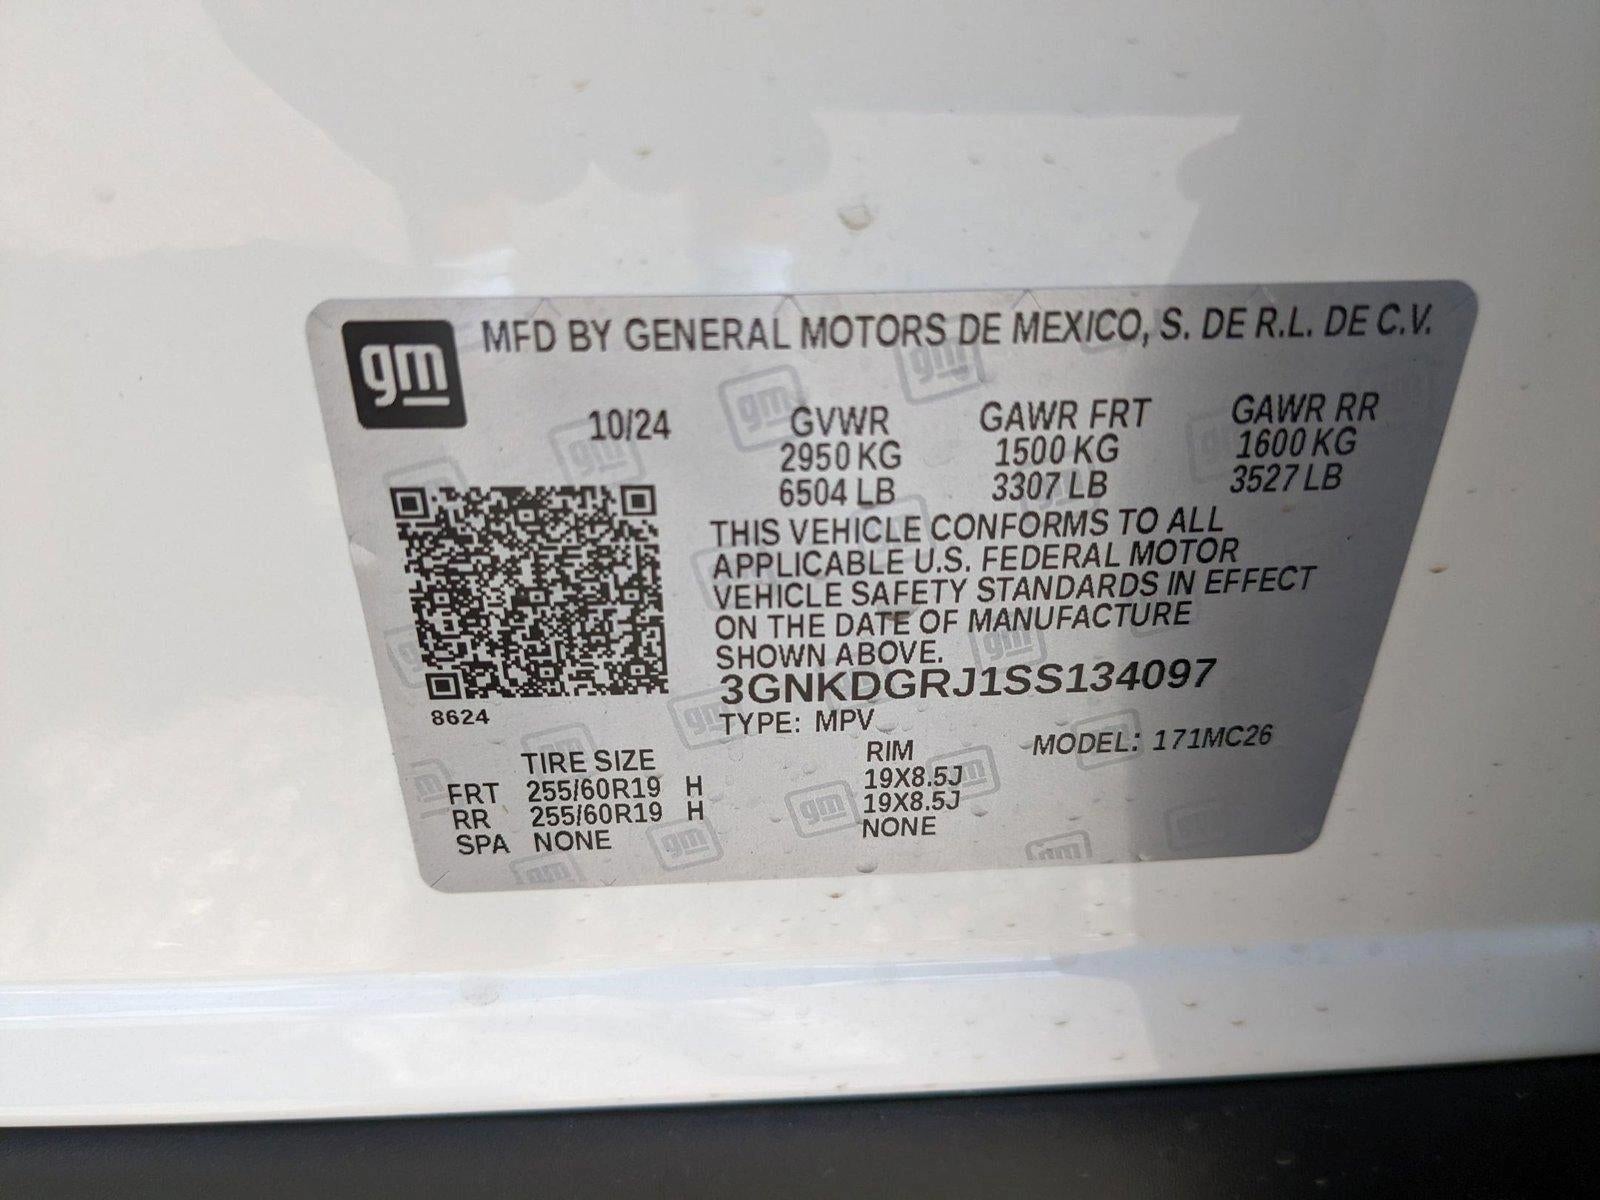 gm MFD BY GENERAL MOTORS DE MEXICO, S. DE R.L. DE C.V.
10/24 GVWR GAWR FRT GAWR RR
2950 KG 1500 KG 1600 KG
6504 LB 3307 LB 3527 LB
THIS VEHICLE CONFORMS TO ALL
APPLICABLE U.S. FEDERAL MOTOR
VEHICLE SAFETY STANDARDS IN EFFECT
ON THE DATE OF MANUFACTURE
SHOWN ABOVE.
3GNKDGRJ1SS134097
8624
TYPE: MPV MODEL: 171MC26
TIRE SIZE RIM
FRT 255/60R19 H 19X8.5J
RR 255/60R19 H 19X8.5J
SPA NONE NONE